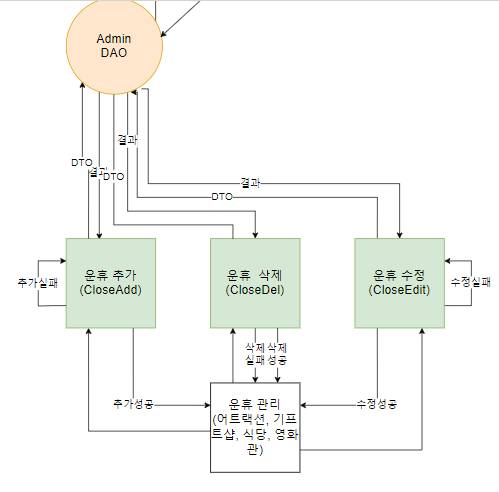 Admin
DAO
결과
DTO
결과
DTO
결과
DTO
운휴 추가
(CloseAdd)
운휴 삭제
(CloseDel)
운휴 수정
(CloseEdit)
추가실패
수정실패
삭제
실패
삭제
성공
추가성공
수정성공
운휴 관리
(어트랙션, 기프
트샵, 식당, 영화
관)